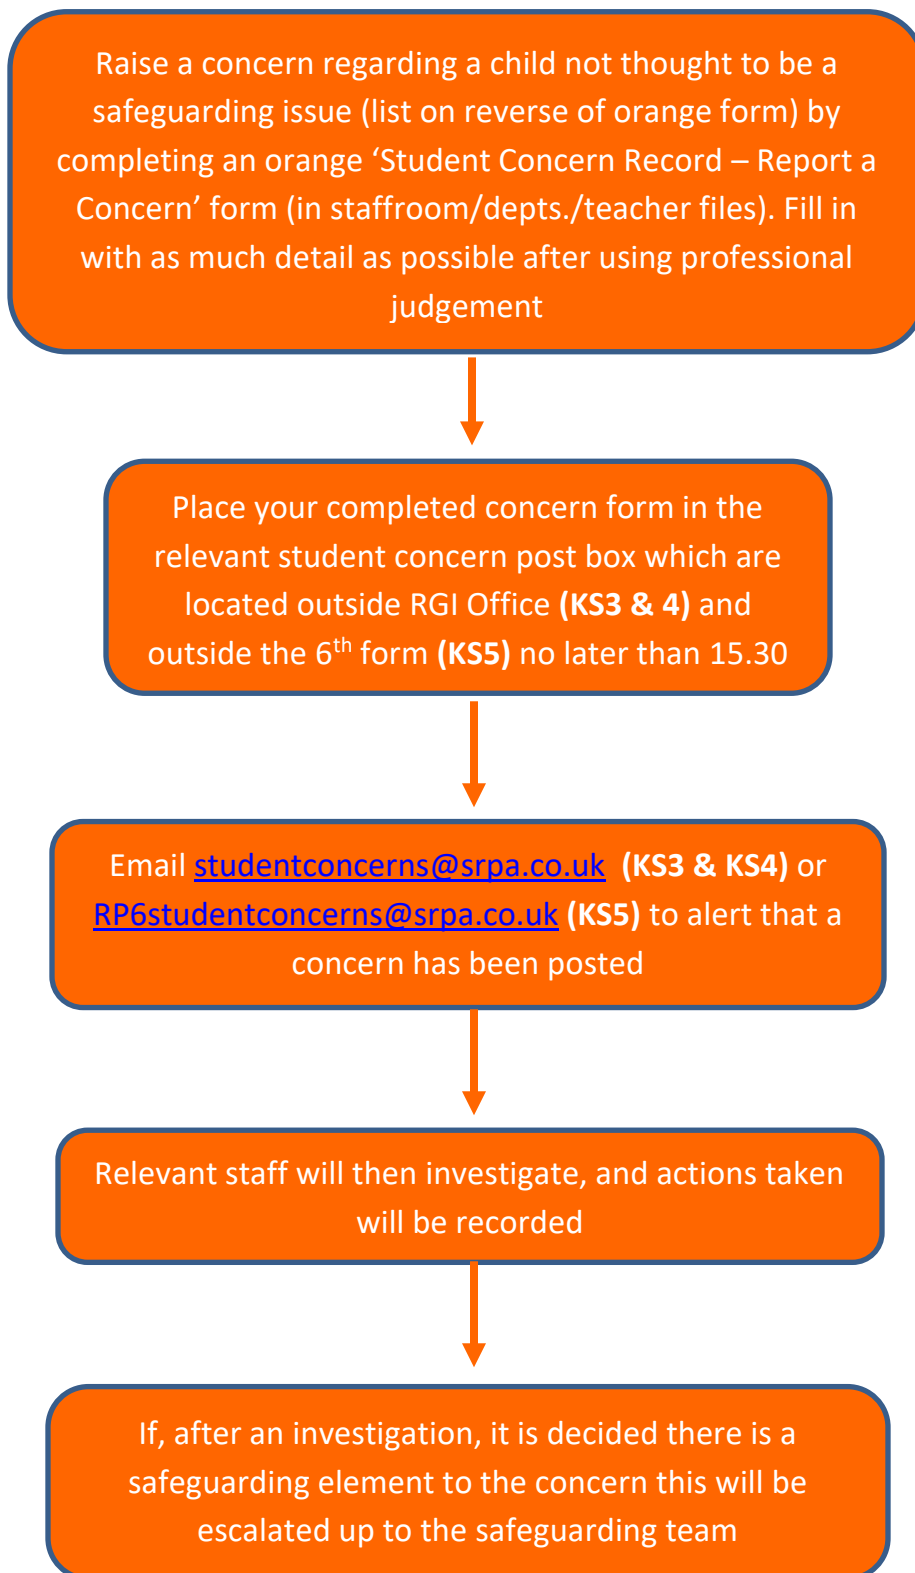 Raise a concern regarding a child not thought to be a
safeguarding issue (list on reverse of orange form) by
completing an orange ‘Student Concern Record – Report a
Concern’ form (in staffroom/depts./teacher files). Fill in
with as much detail as possible after using professional
judgement
Place your completed concern form in the
relevant student concern post box which are
located outside RGI Office (KS3 & 4) and
outside the 6th form (KS5) no later than 15.30
Email studentconcerns@srpa.co.uk (KS3 & KS4) or
RP6studentconcerns@srpa.co.uk (KS5) to alert that a
concern has been posted
Relevant staff will then investigate, and actions taken
will be recorded
If, after an investigation, it is decided there is a
safeguarding element to the concern this will be
escalated up to the safeguarding team